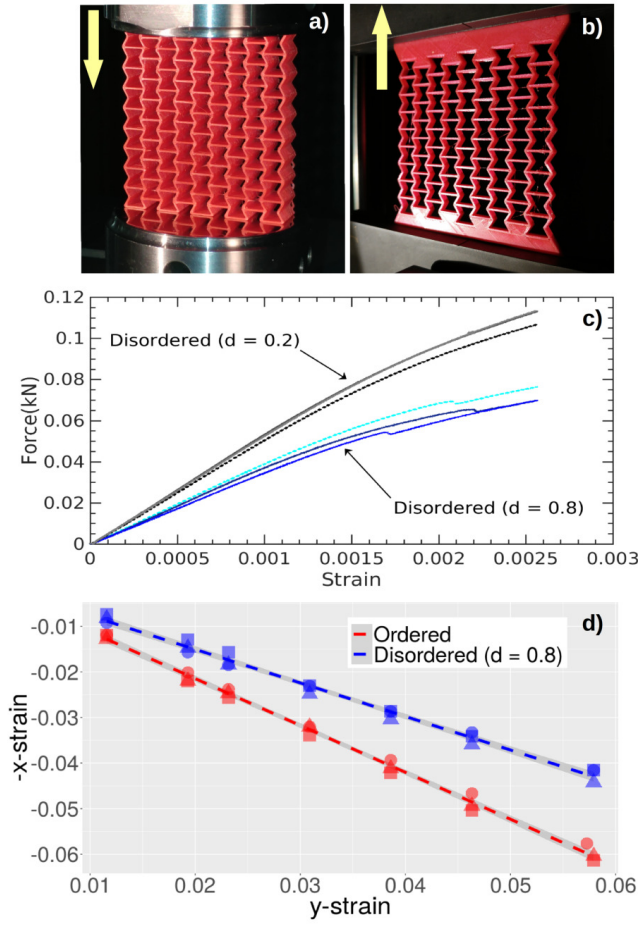 a)
b)
c)
0.12
0.1
0.08
0.06
0.04
0.02
0
Force(kN)
Disordered (d = 0.2)
Disordered (d = 0.8)
0
0.0005
0.001
0.0015
0.002
0.0025
0.003
Strain
d)
Ordered
Disordered (d = 0.8)
-0.01
-0.02
-0.03
-0.04
-0.05
-0.06
-x-strain
0.01
0.02
0.03
0.04
0.05
0.06
y-strain